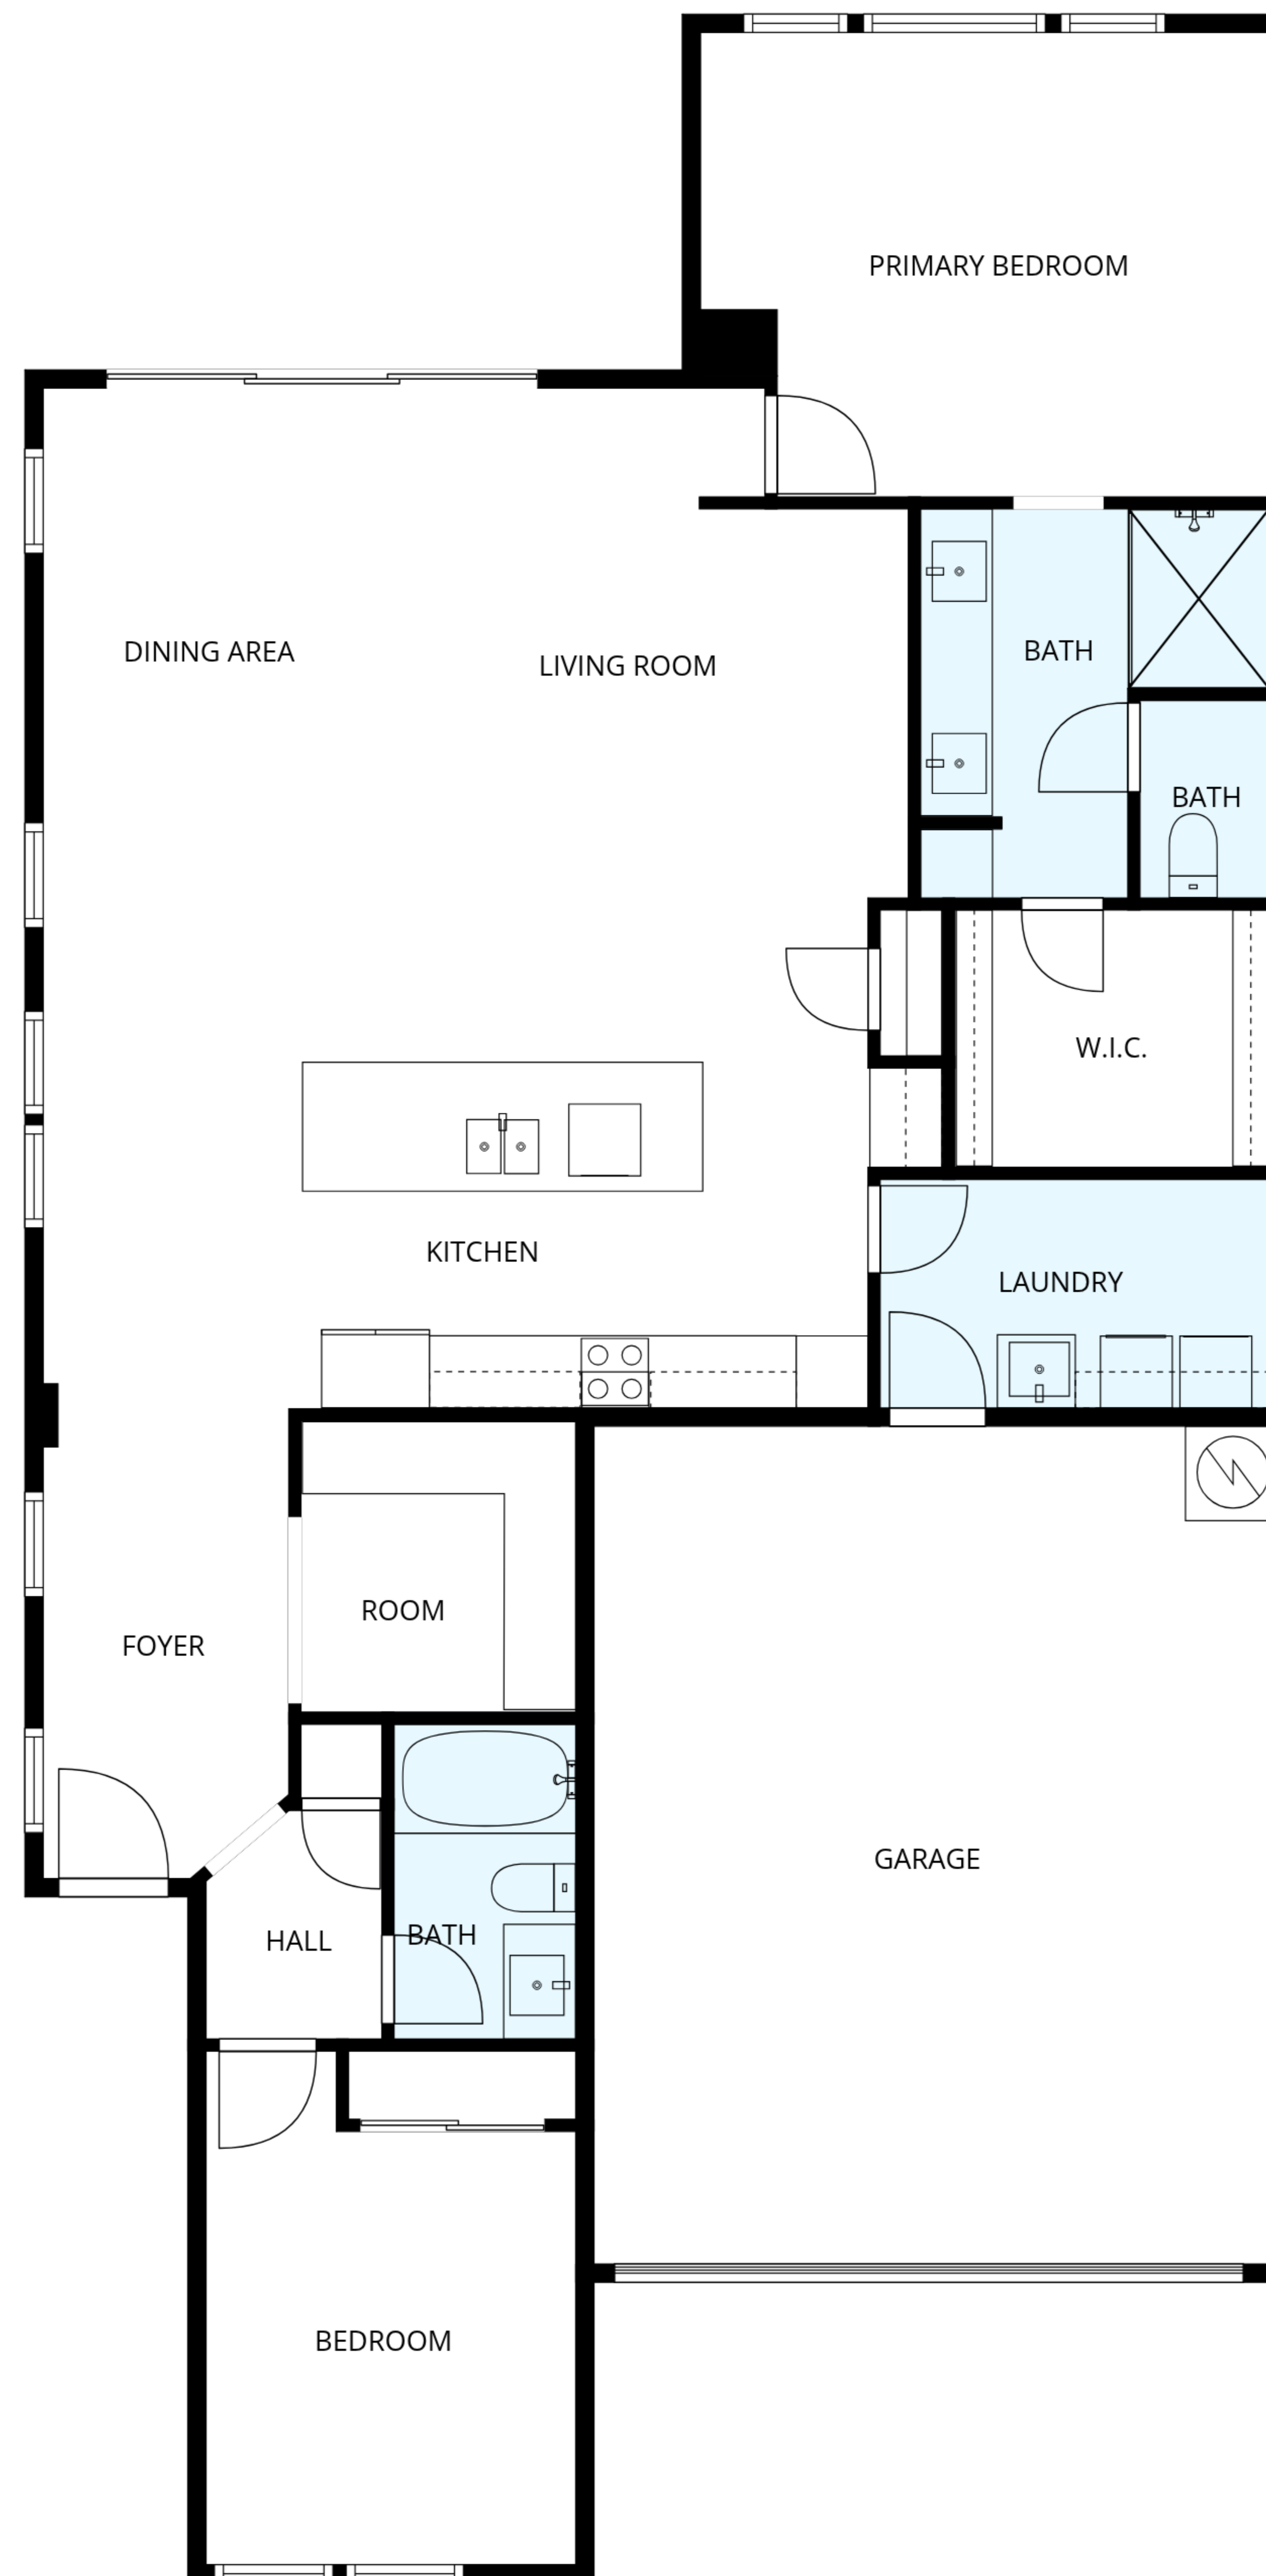 PRIMARY BEDROOM
DINING AREA
LIVING ROOM
BATH
BATH
W.I.C.
KITCHEN
LAUNDRY
ROOM
FOYER
GARAGE
HALL
BATH
BEDROOM